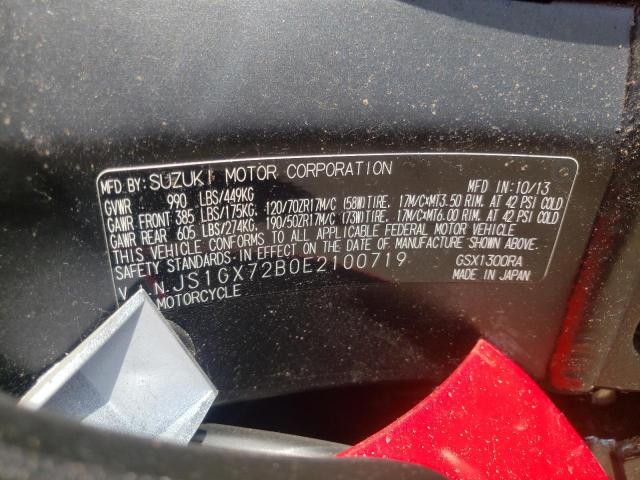 MFD. BY: SUZUKI MOTOR CORPORATION MFD IN: 10/13
GVWR 990 LBS/449KG
GAWR FRONT 385 LBS/175KG, 120/70ZR17M/C (58W)TIRE, 17M/C×MT3.50 RIM. AT 42 PSI COLD
GAWR REAR 605 LBS/274KG, 190/50ZR17M/C (73W)TIRE, 17M/C×MT6.00 RIM. AT 42 PSI COLD
THIS VEHICLE CONFORMS TO ALL APPLICABLE FEDERAL MOTOR VEHICLE
SAFETY STANDARDS IN EFFECT ON THE DATE OF MANUFACTURE SHOWN ABOVE.
V N. JS1GX72B0E2100719 GSX1300RA
MOTORCYCLE MADE IN JAPAN